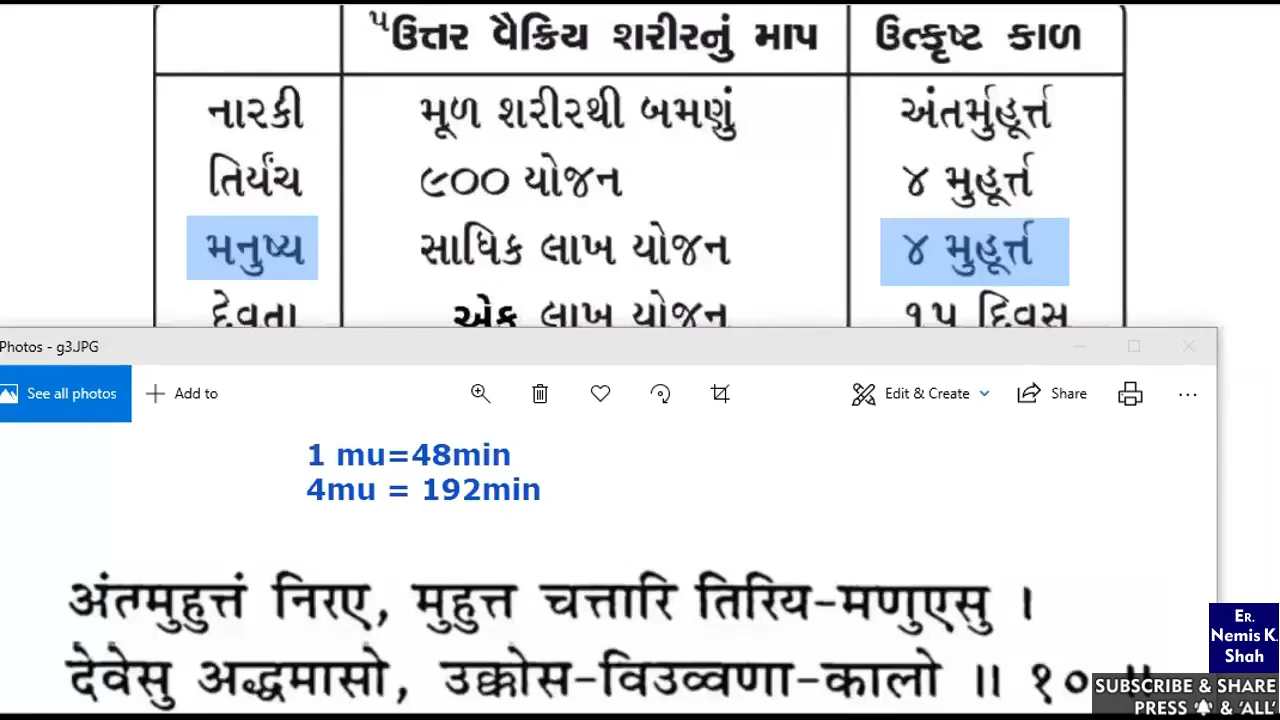 ૫ઉત્તર વૈક્રિય શરીરનું માપ ઉત્કૃષ્ટ કાળ
નારકી મૂળ શરીરથી બમણું અંતર્મુહૂર્ત્ત
તિર્યંચ ૯૦૦ યોજન ૪ મુહૂર્ત્ત
મનુષ્ય સાધિક લાખ યોજન ૪ મુહૂર્ત્ત
દેવતા એક લાખ યોજન ૧૫ દિવસ
Photos - g3.JPG
See all photos Add to Edit & Create Share
1 mu=48min
4mu = 192min
अंतमुहुत्तं निरए, मुहुत्त चत्तारि तिरिय-मणुएसु ।
देवेसु अद्धमासो, उक्कोस-विउव्वणा-कालो ॥ १० ॥
ER.
Nemis K.
Shah
SUBSCRIBE & SHARE
PRESS & ‘ALL’